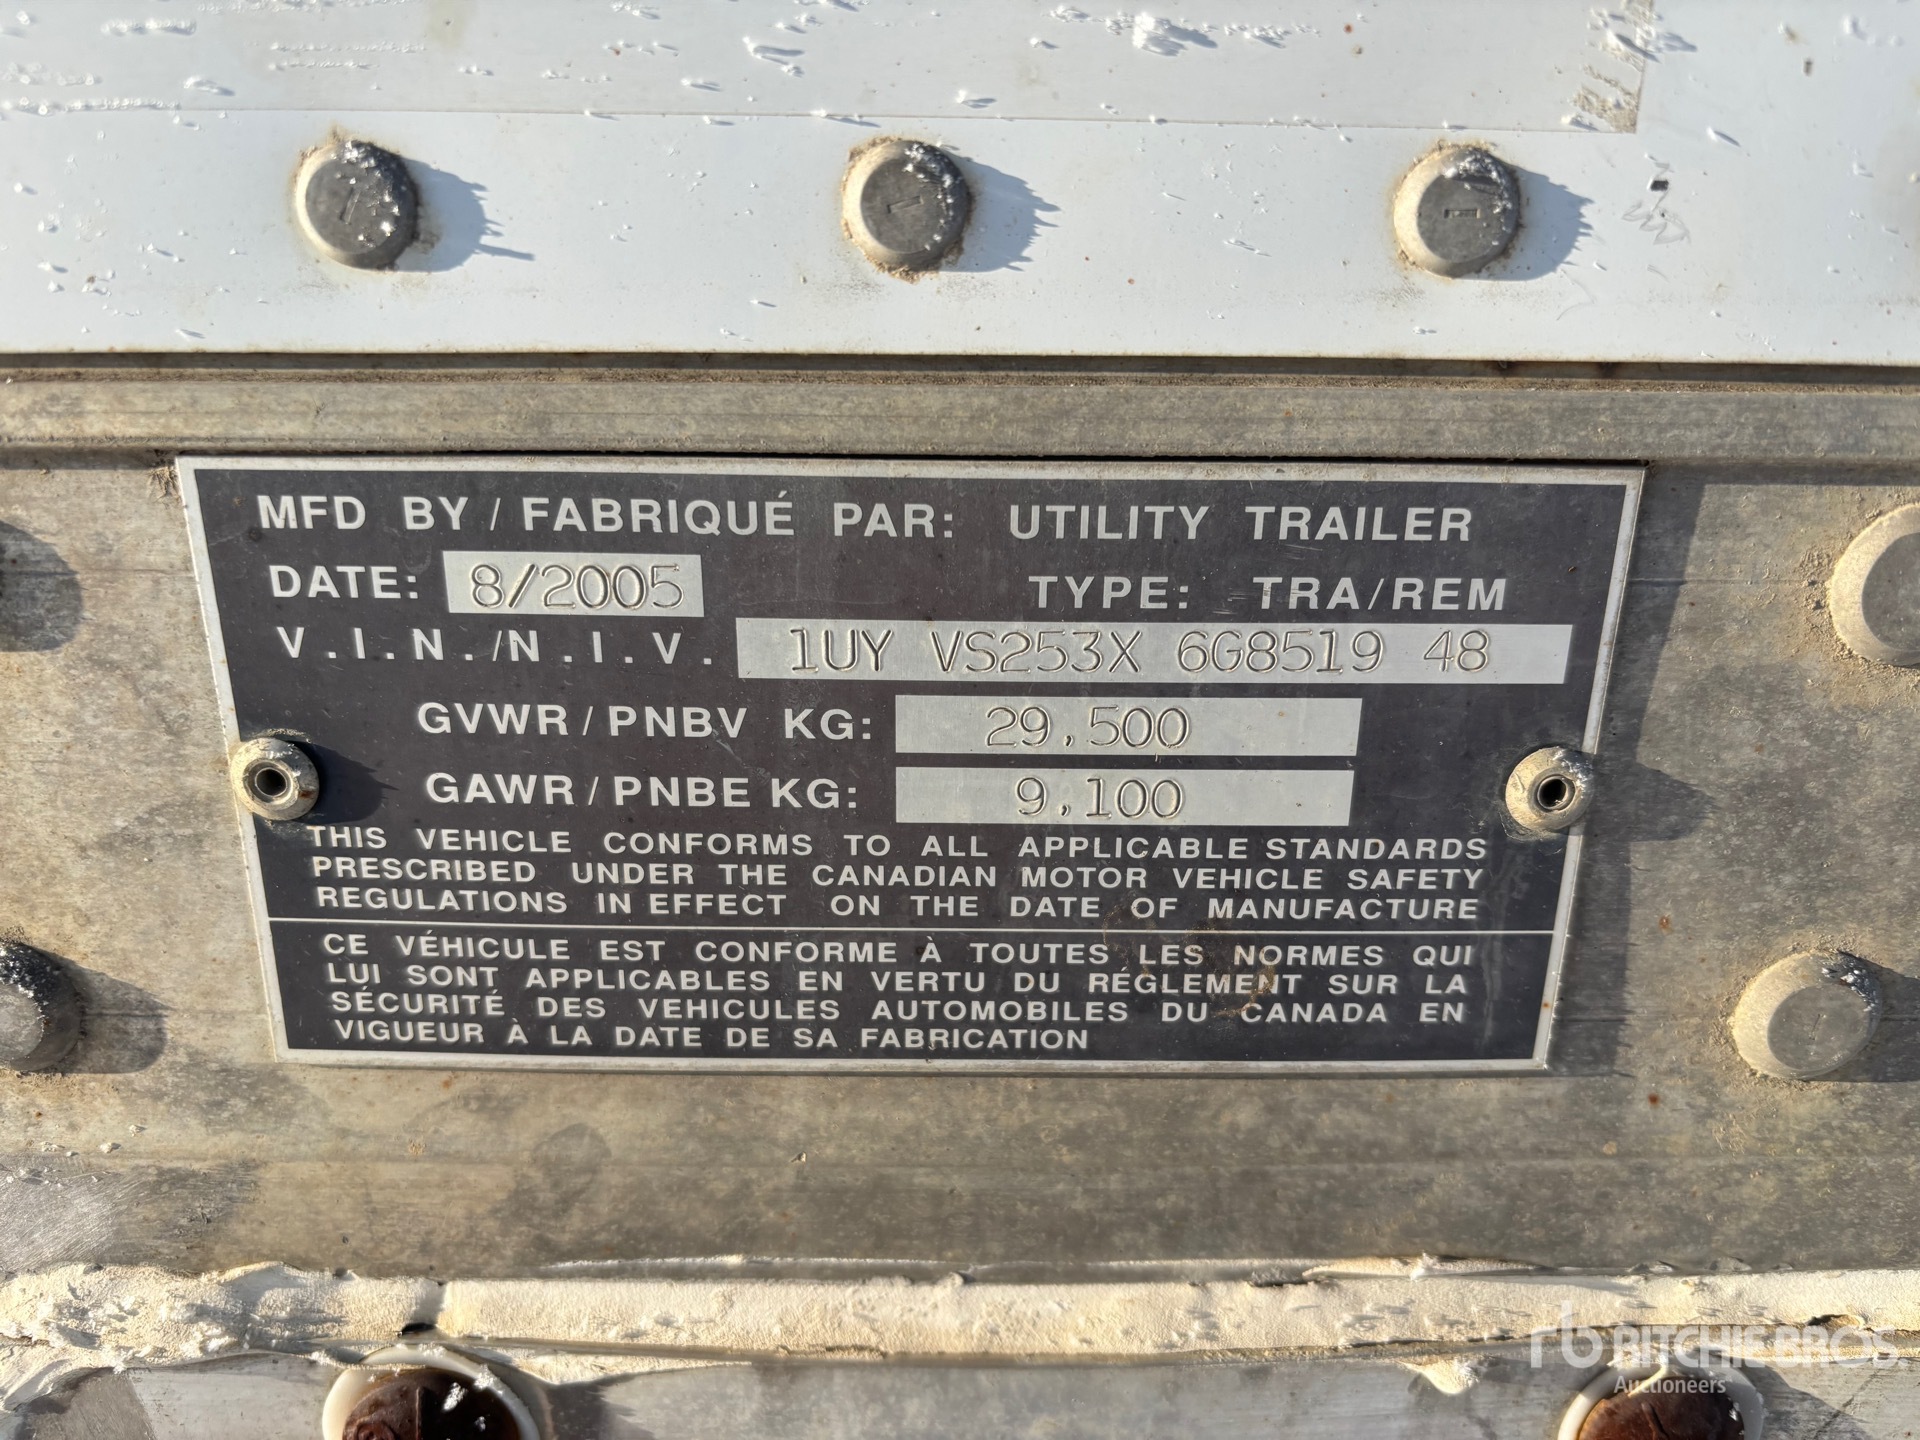 MFD BY / FABRIQUÉ PAR: UTILITY TRAILER
DATE: 8/2005 TYPE: TRA/REM
V.I.N./N.I.V. 1UY VS253X 6G8519 48
GVWR/PNBV KG: 29,500
GAWR/PNBE KG: 9,100
THIS VEHICLE CONFORMS TO ALL APPLICABLE STANDARDS
PRESCRIBED UNDER THE CANADIAN MOTOR VEHICLE SAFETY
REGULATIONS IN EFFECT ON THE DATE OF MANUFACTURE
CE VÉHICULE EST CONFORME À TOUTES LES NORMES QUI
LUI SONT APPLICABLES EN VERTU DU RÉGLEMENT SUR LA
SÉCURITÉ DES VEHICULES AUTOMOBILES DU CANADA EN
VIGUEUR À LA DATE DE SA FABRICATION
rb RITCHIE BROS.
Auctioneers